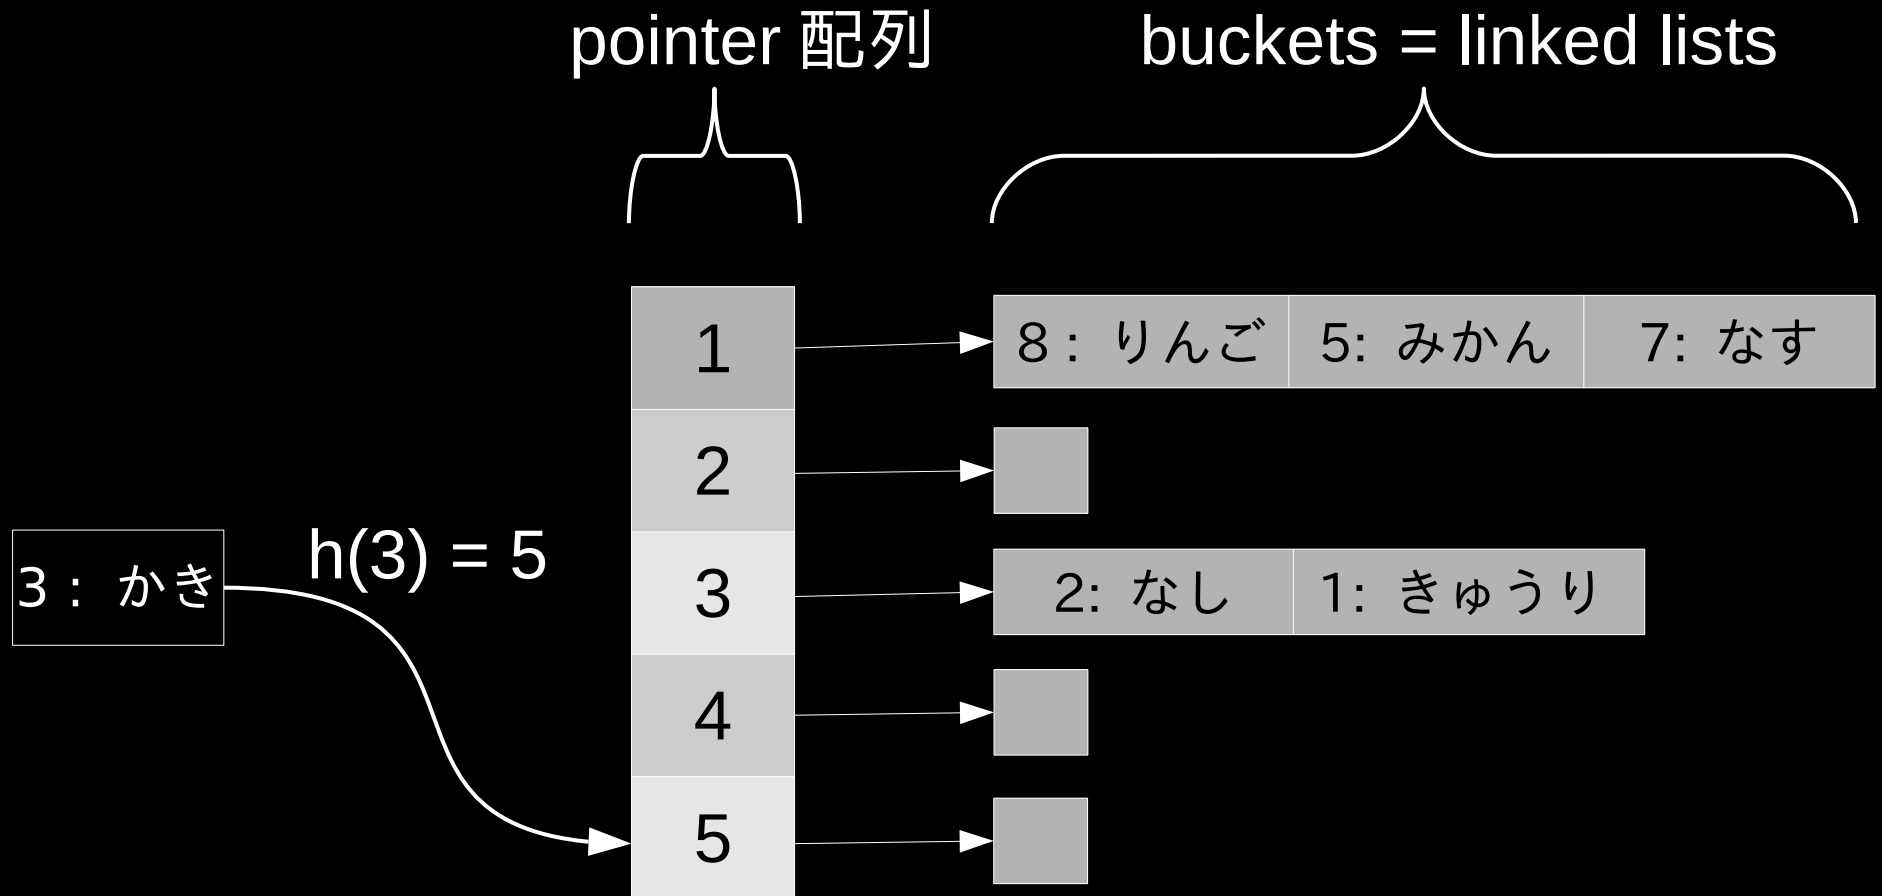 pointer 配列
buckets = linked lists
1
8 : りんご
5: みかん
7: なす
2
h(3) = 5
3 : かき
3
2: なし
1: きゅうり
4
5